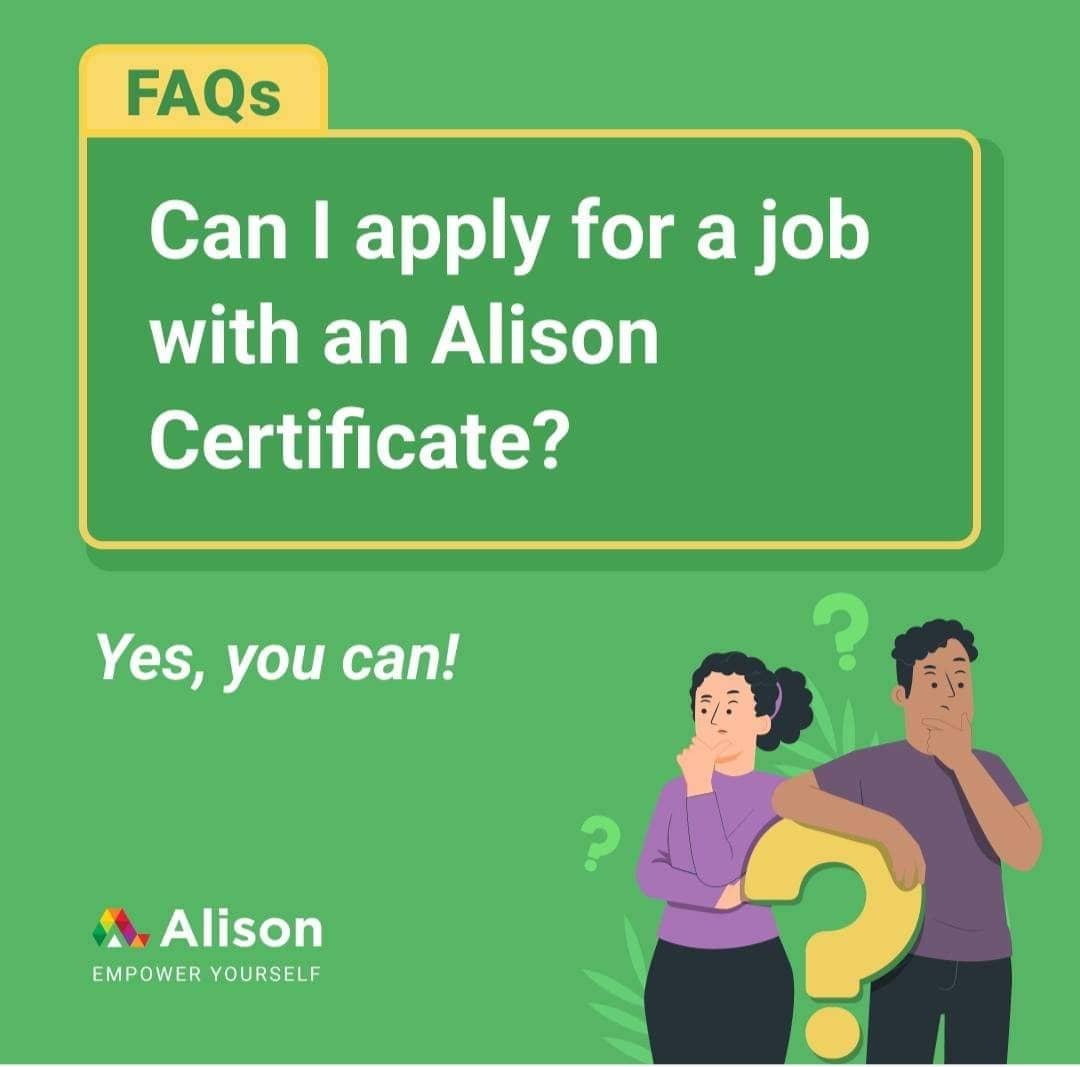 FAQs
Can I apply for a job
with an Alison
Certificate?
Yes, you can!
Alison
EMPOWER YOURSELF